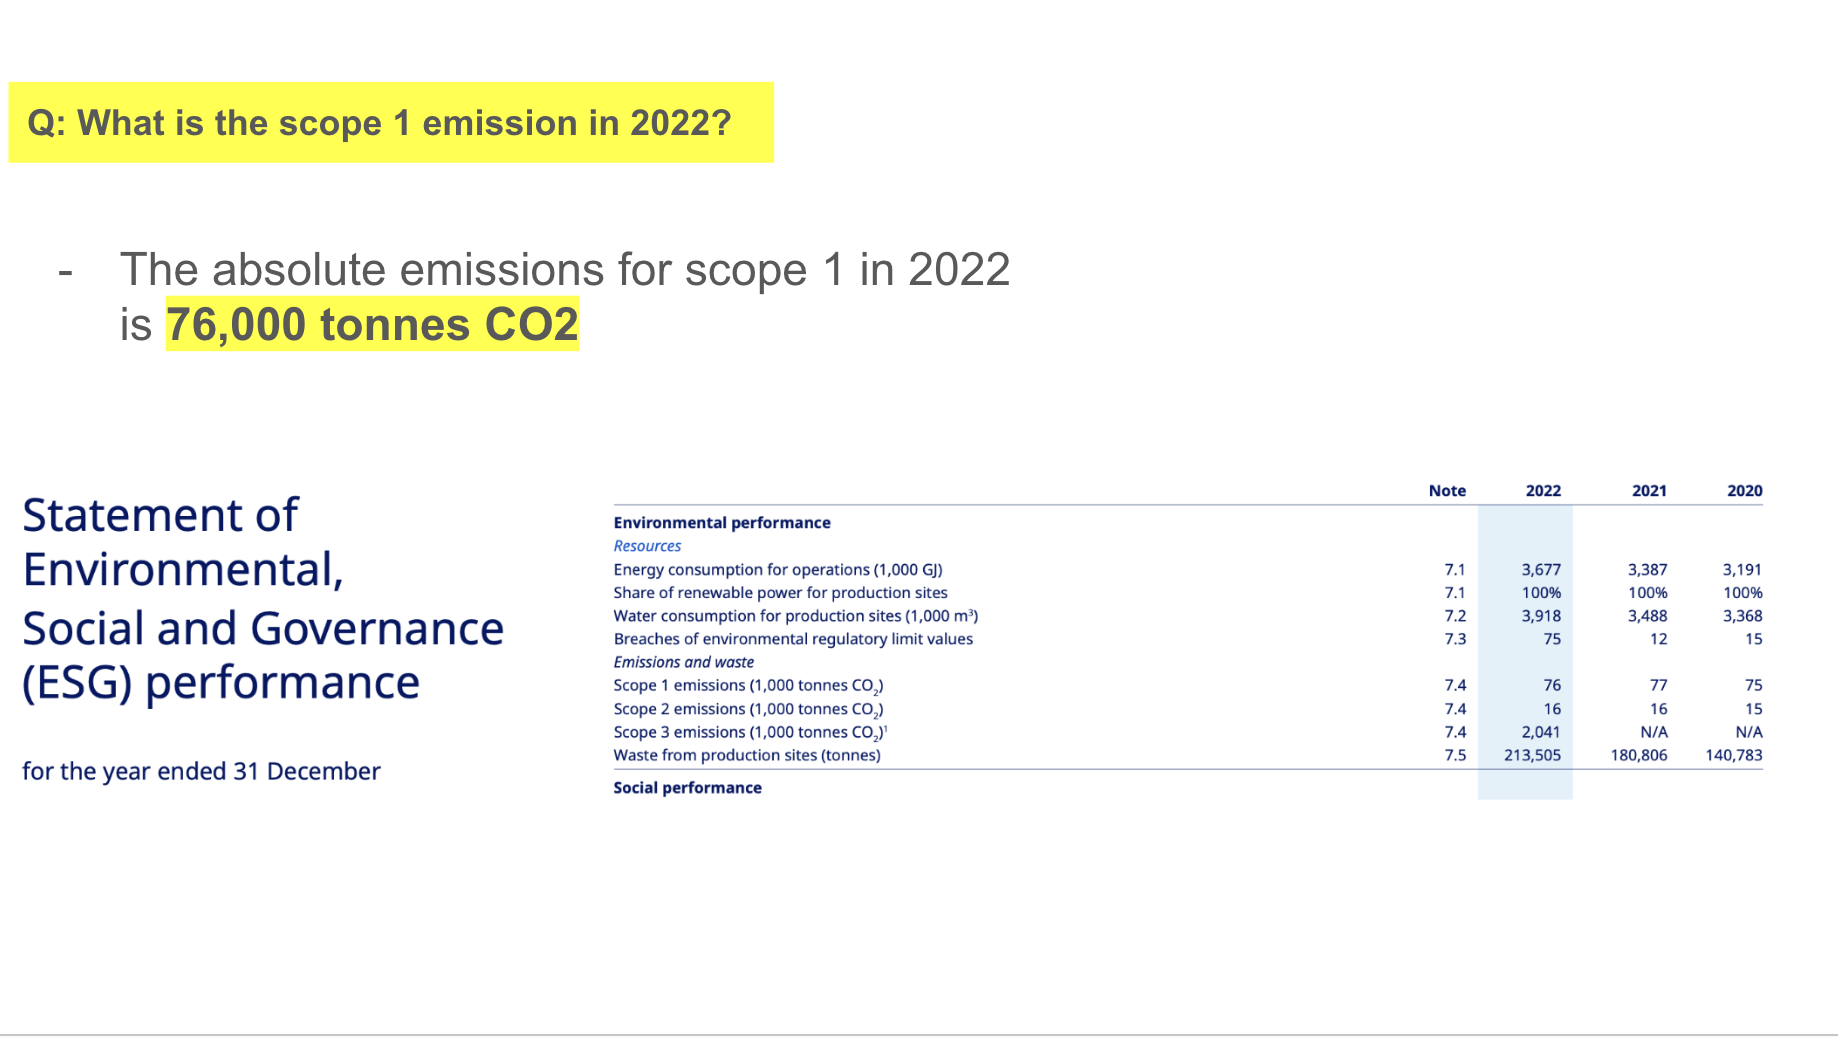 Q: What is the scope 1 emission in 2022?
- The absolute emissions for scope 1 in 2022
is 76,000 tonnes CO2
Statement of
Environmental,
Social and Governance
(ESG) performance
for the year ended 31 December
Note 2022 2021 2020
Environmental performance
Resources
Energy consumption for operations (1,000 GJ) 7.1 3,677 3,387 3,191
Share of renewable power for production sites 7.1 100% 100% 100%
Water consumption for production sites (1,000 m³) 7.2 3,918 3,488 3,368
Breaches of environmental regulatory limit values 7.3 75 12 15
Emissions and waste
Scope 1 emissions (1,000 tonnes CO₂) 7.4 76 77 75
Scope 2 emissions (1,000 tonnes CO₂) 7.4 16 16 15
Scope 3 emissions (1,000 tonnes CO₂)¹ 7.4 2,041 N/A N/A
Waste from production sites (tonnes) 7.5 213,505 180,806 140,783
Social performance